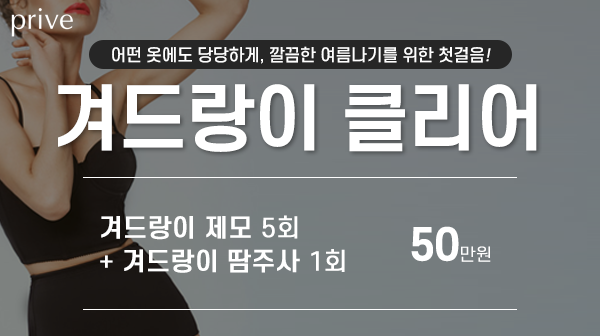 prive
어떤 옷에도 당당하게, 깔끔한 여름나기를 위한 첫걸음!
겨드랑이 클리어
겨드랑이 제모 5회
+ 겨드랑이 땀주사 1회
50만원